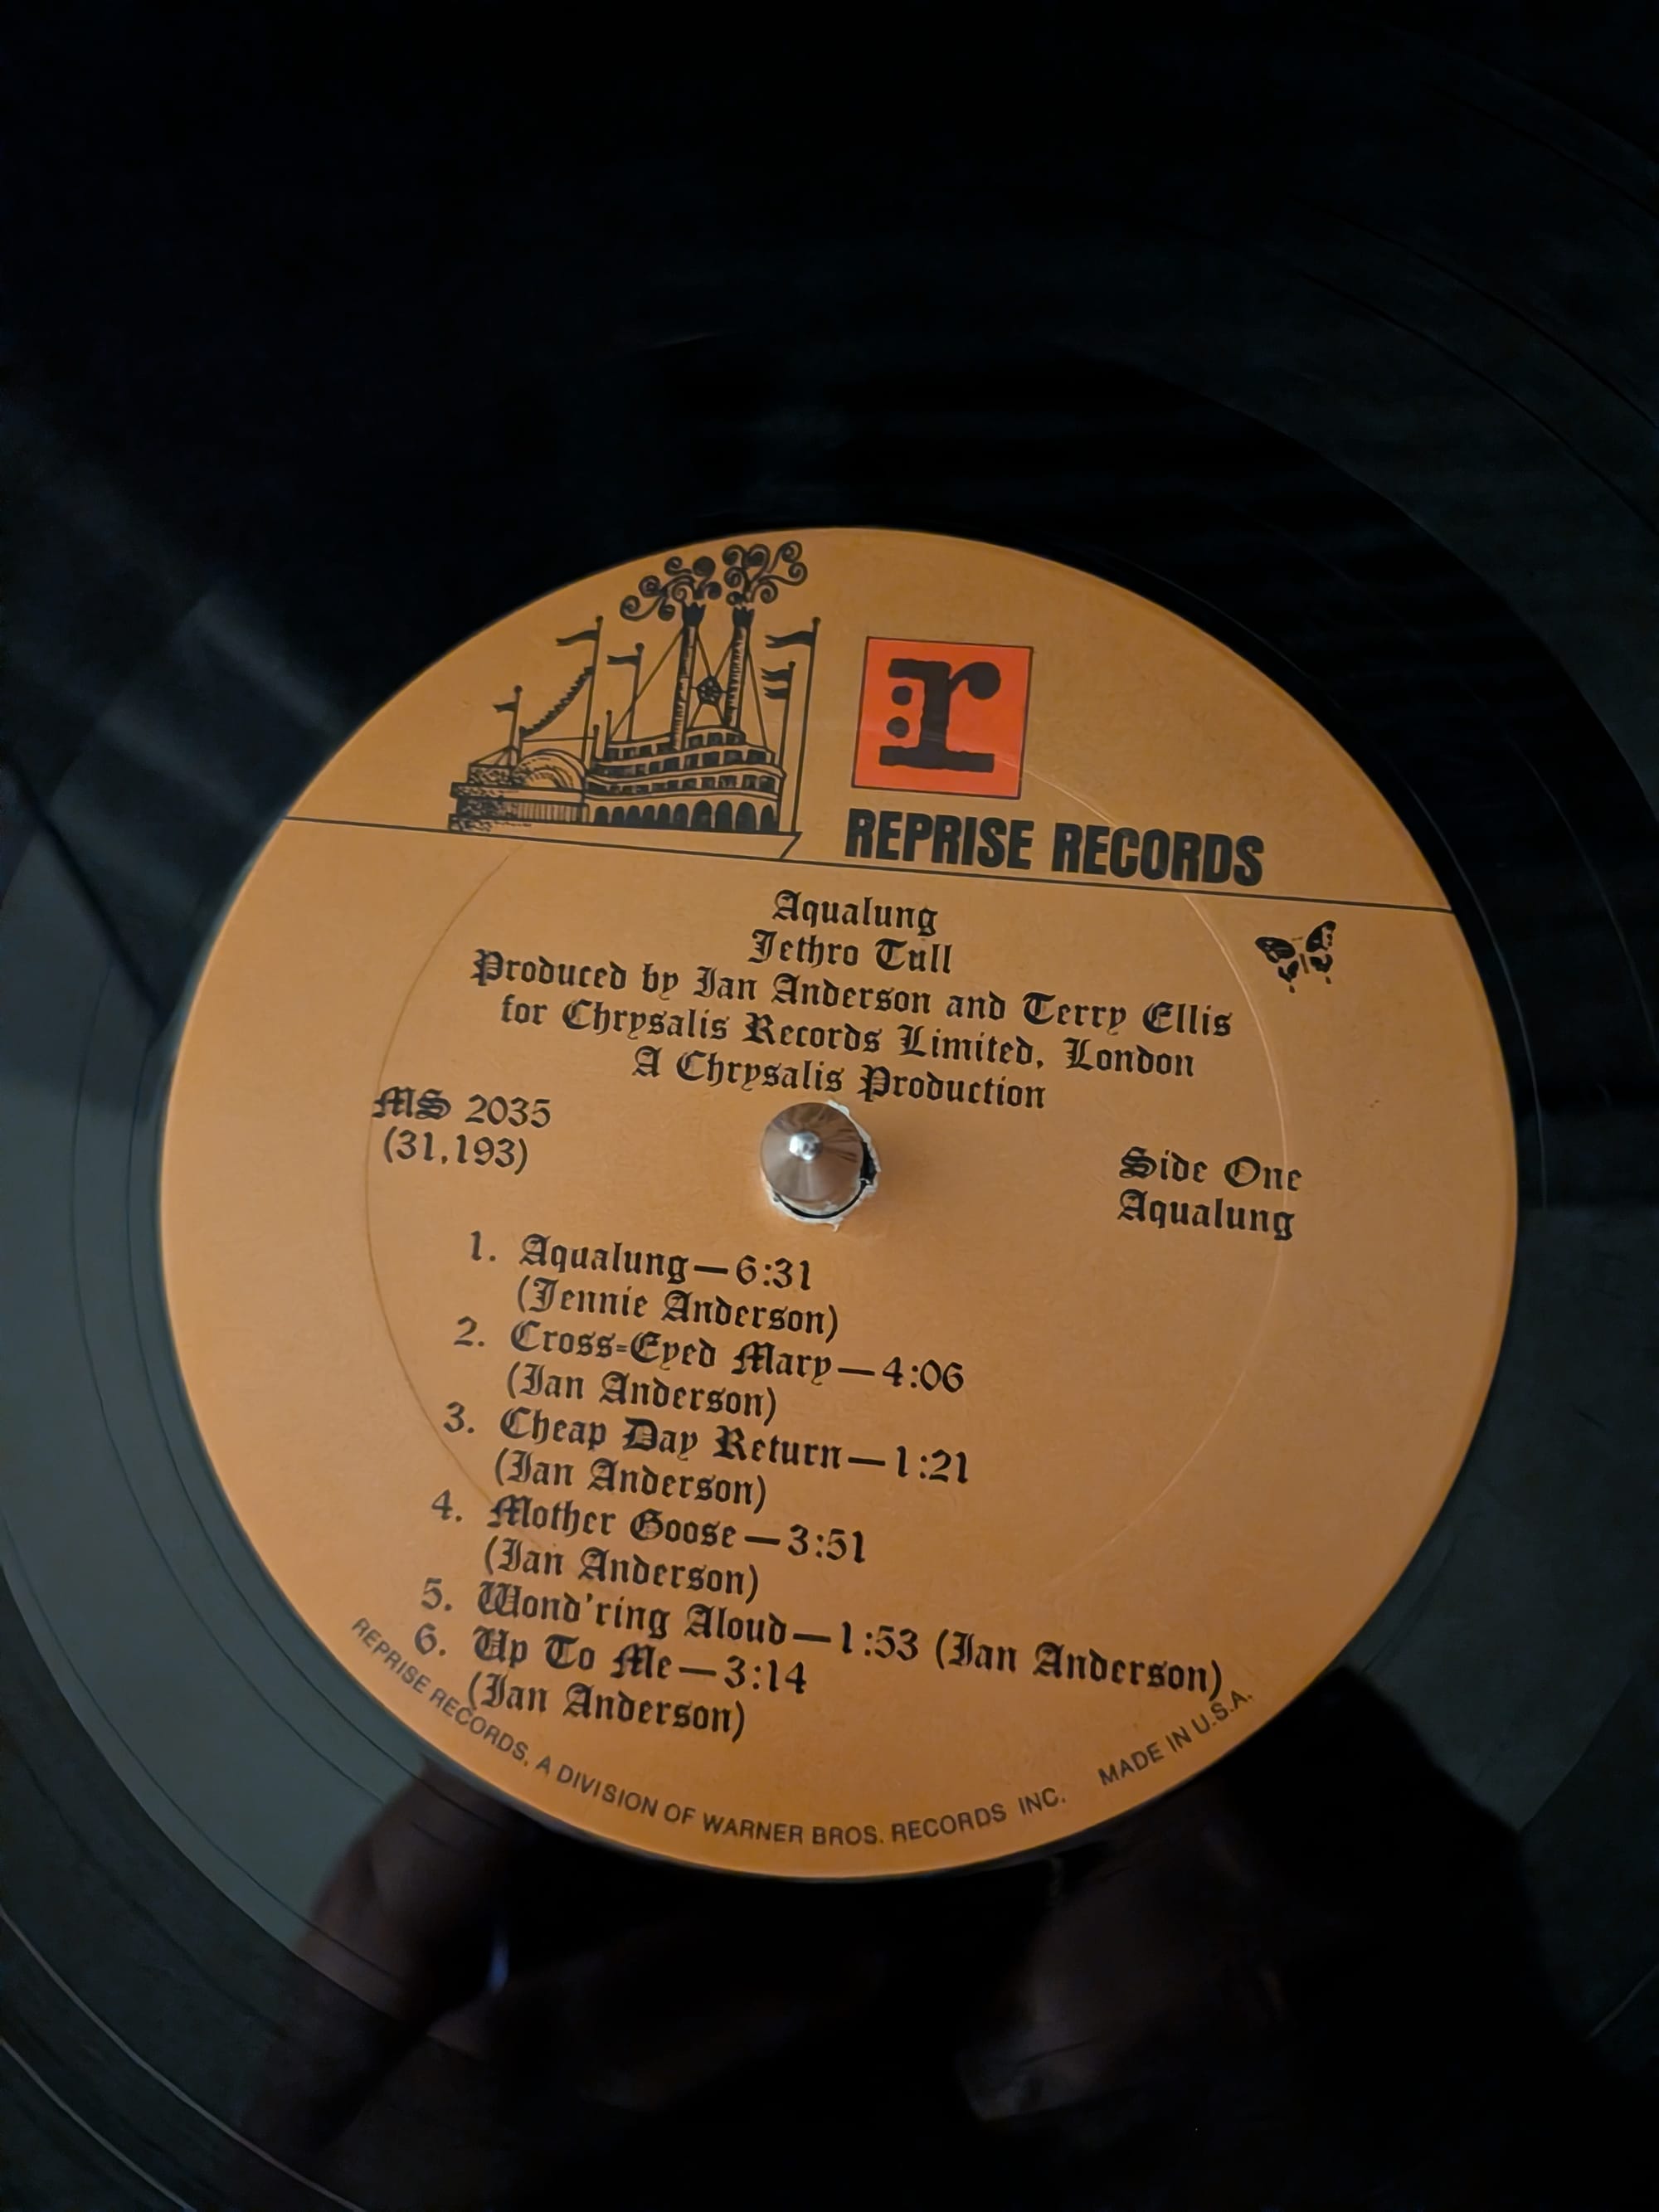 r
REPRISE RECORDS
Aqualung
Jethro Tull
Produced by Ian Anderson and Terry Ellis
for Chrysalis Records Limited, London
A Chrysalis Production
MS 2035
(31,193)
Side One
Aqualung
1. Aqualung—6:31
(Jennie Anderson)
2. Cross=Eyed Mary—4:06
(Ian Anderson)
3. Cheap Day Return—1:21
(Ian Anderson)
4. Mother Goose—3:51
(Ian Anderson)
5. Wond'ring Aloud—1:53 (Ian Anderson)
6. Up To Me—3:14
(Ian Anderson)
REPRISE RECORDS, A DIVISION OF WARNER BROS. RECORDS INC. MADE IN U.S.A.